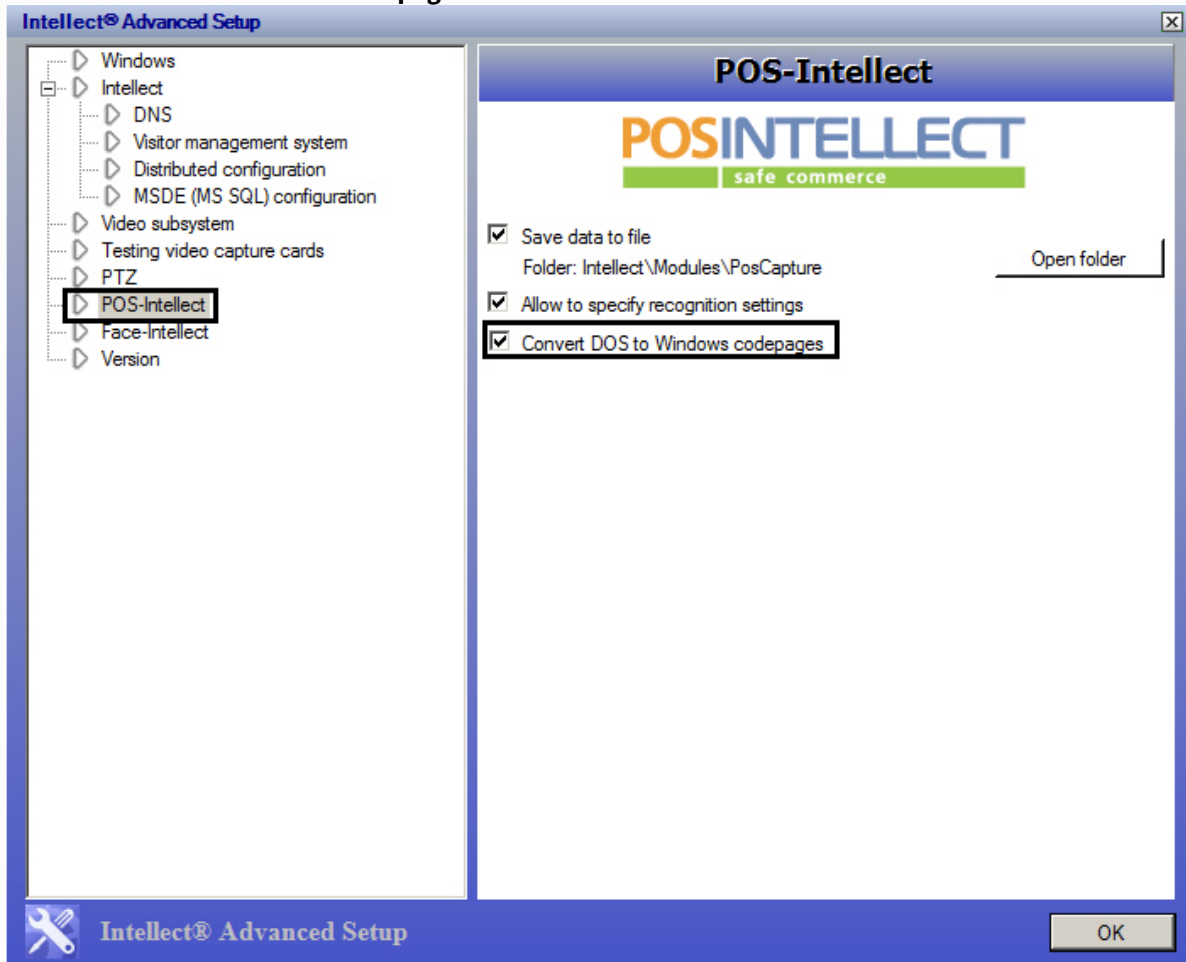 Intellect® Advanced Setup
Windows
Intellect
DNS
Visitor management system
Distributed configuration
MSDE (MS SQL) configuration
Video subsystem
Testing video capture cards
PTZ
POS-Intellect
Face-Intellect
Version
POS-Intellect
POSINTELLECT
safe commerce
Save data to file
Folder: Intellect\Modules\PosCapture
Open folder
Allow to specify recognition settings
Convert DOS to Windows codepages
Intellect® Advanced Setup
OK